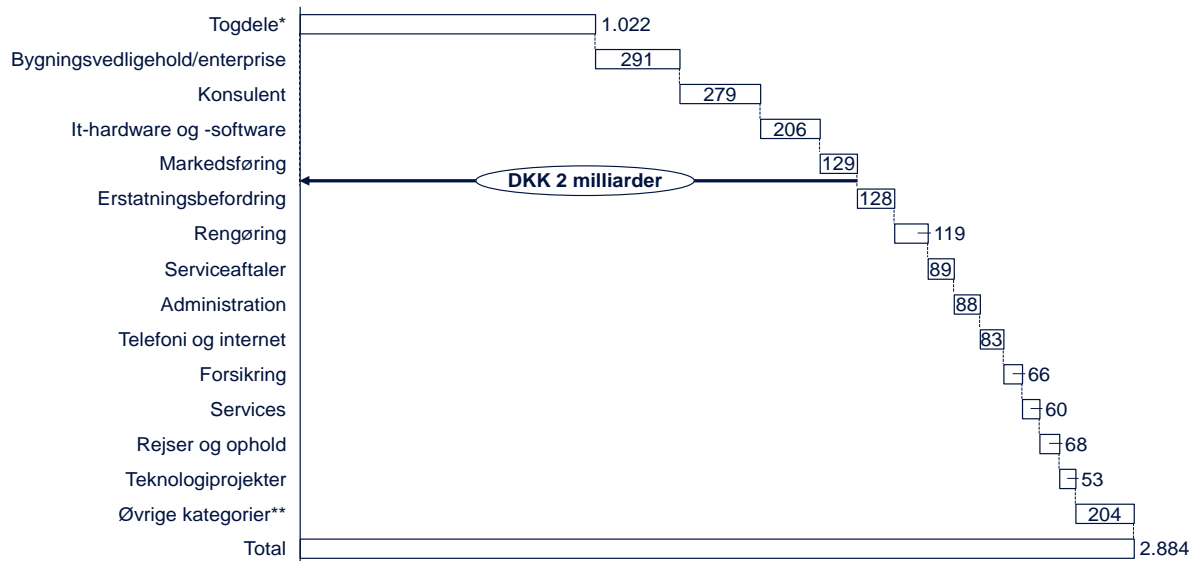 Togdele* 1.022
Bygningsvedligehold/enterprise 291
Konsulent 279
It-hardware og -software 206
Markedsføring 129
DKK 2 milliarder
Erstatningsbefordring 128
Rengøring 119
Serviceaftaler 89
Administration 88
Telefoni og internet 83
Forsikring 66
Services 60
Rejser og ophold 68
Teknologiprojekter 53
Øvrige kategorier** 204
Total 2.884